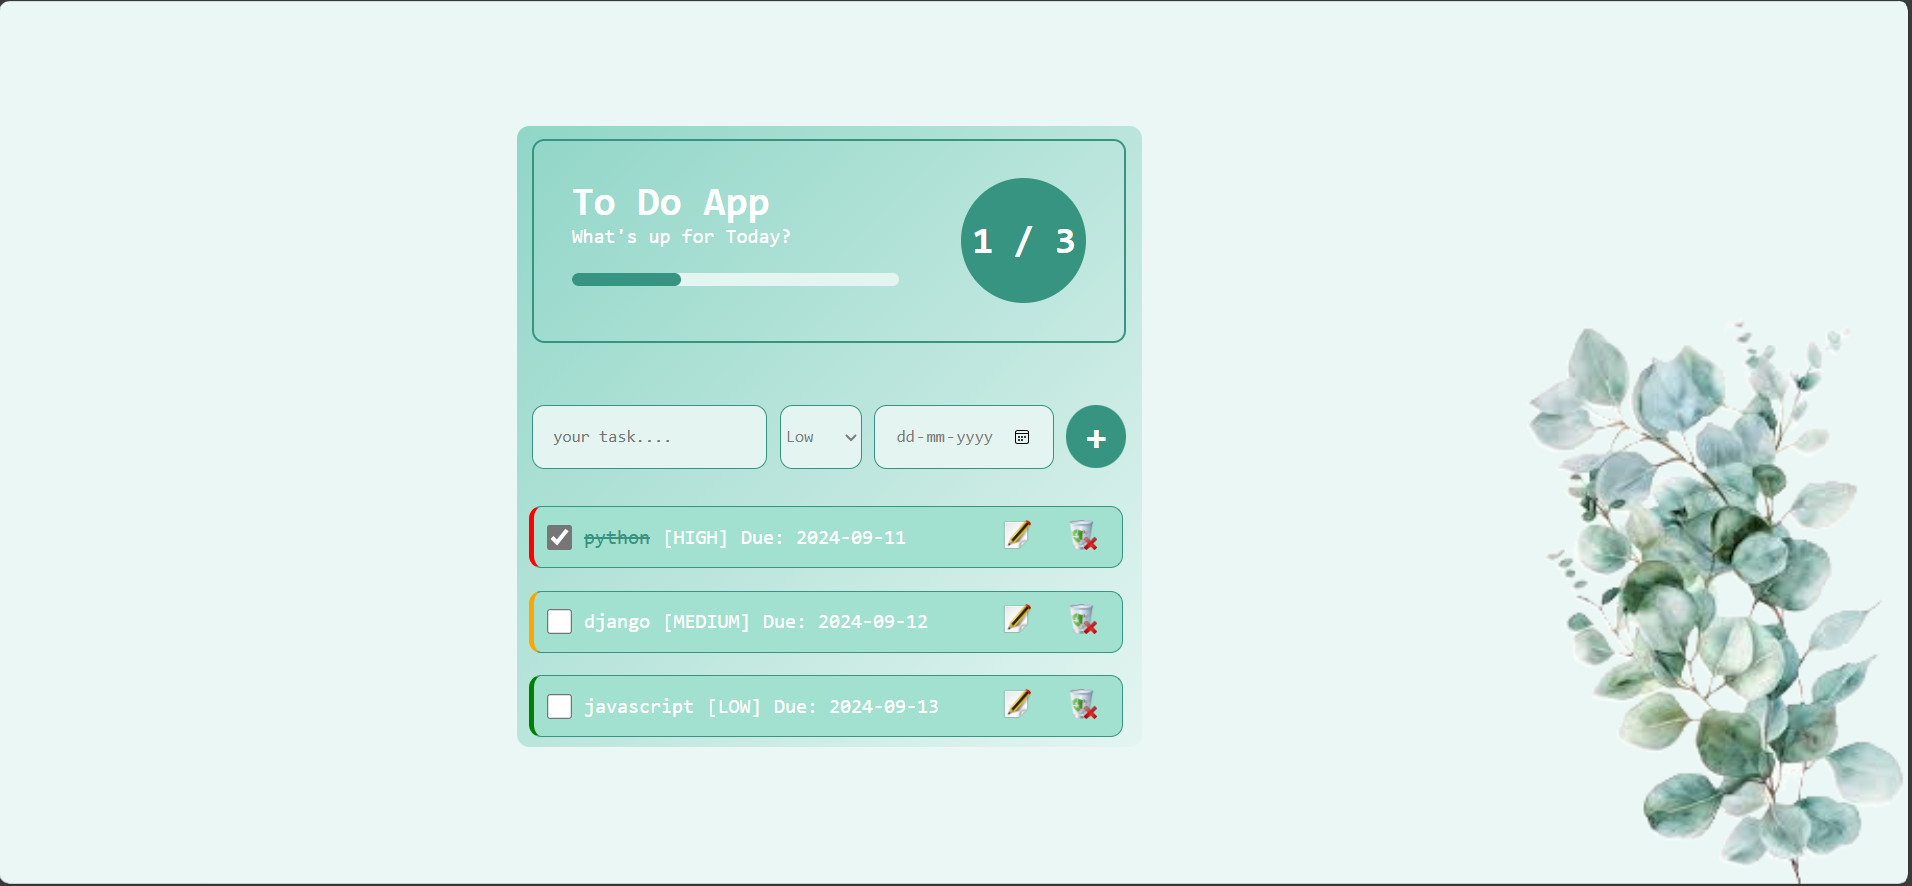 To Do App
What's up for Today?
1 / 3
your task.... Low dd-mm-yyyy +
python [HIGH] Due: 2024-09-11
django [MEDIUM] Due: 2024-09-12
javascript [LOW] Due: 2024-09-13